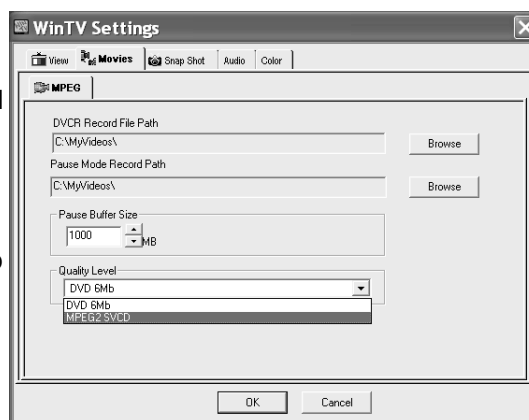 WinTV Settings
View Movies Snap Shot Audio Color
MPEG
DVCR Record File Path
C:\MyVideos\ Browse
Pause Mode Record Path
C:\MyVideos\ Browse
Pause Buffer Size
1000 MB
Quality Level
DVD 6Mb
DVD 6Mb
MPEG2 SVCD
OK Cancel